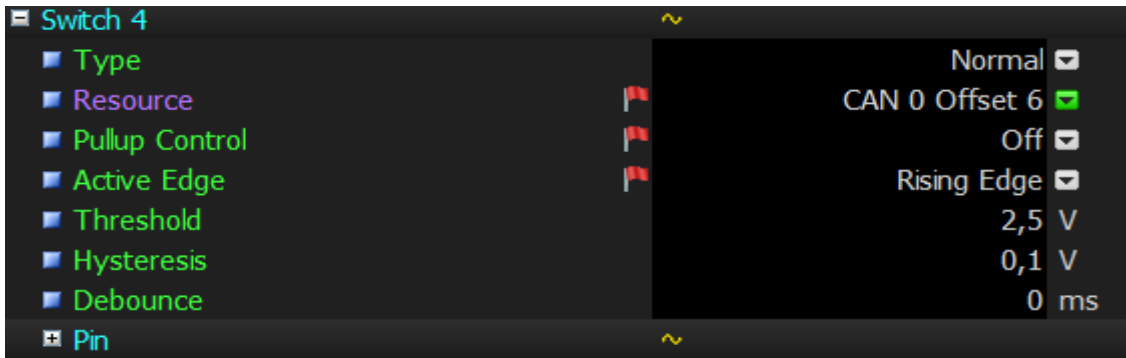 Switch 4
Type Normal
Resource CAN 0 Offset 6
Pullup Control Off
Active Edge Rising Edge
Threshold 2,5 V
Hysteresis 0,1 V
Debounce 0 ms
Pin